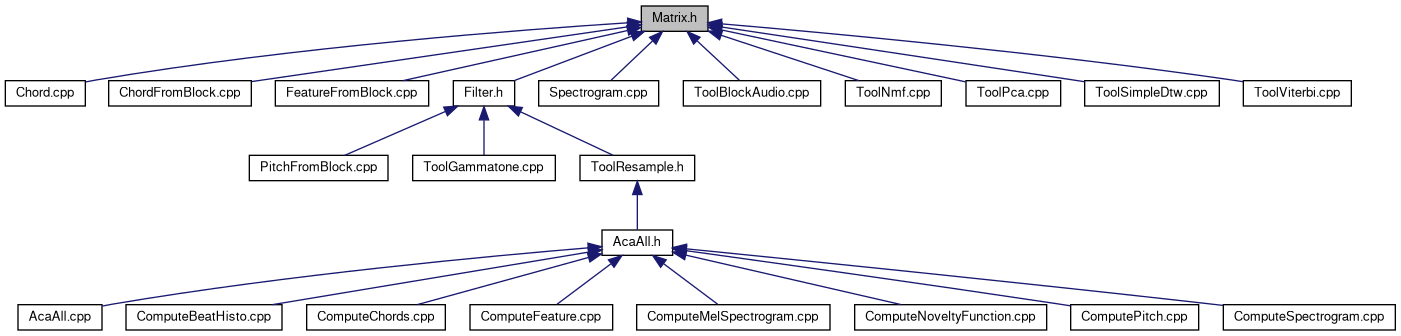 Matrix.h
Chord.cpp
ChordFromBlock.cpp
FeatureFromBlock.cpp
Filter.h
Spectrogram.cpp
ToolBlockAudio.cpp
ToolNmf.cpp
ToolPca.cpp
ToolSimpleDtw.cpp
ToolViterbi.cpp
PitchFromBlock.cpp
ToolGammatone.cpp
ToolResample.h
AcaAll.h
AcaAll.cpp
ComputeBeatHisto.cpp
ComputeChords.cpp
ComputeFeature.cpp
ComputeMelSpectrogram.cpp
ComputeNoveltyFunction.cpp
ComputePitch.cpp
ComputeSpectrogram.cpp